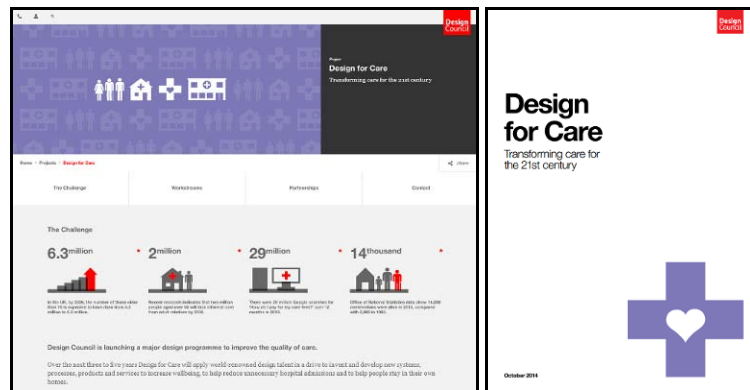 Design
Council
Project
Design for Care
Transforming care for the 21st century
Home • Projects • Design for Care
Share
The Challenge
Workstreams
Partnerships
Contact
The Challenge
6.3million
2million
29million
14thousand
Design Council is launching a major design programme to improve the quality of care.
Over the next three to five years Design for Care will apply world-renowned design talent in a drive to invent and develop new systems,
processes, products and services to increase wellbeing, to help reduce unnecessary hospital admissions and to help people stay in their own
homes.
Design
Council
Design
for Care
Transforming care for
the 21st century
October 2014